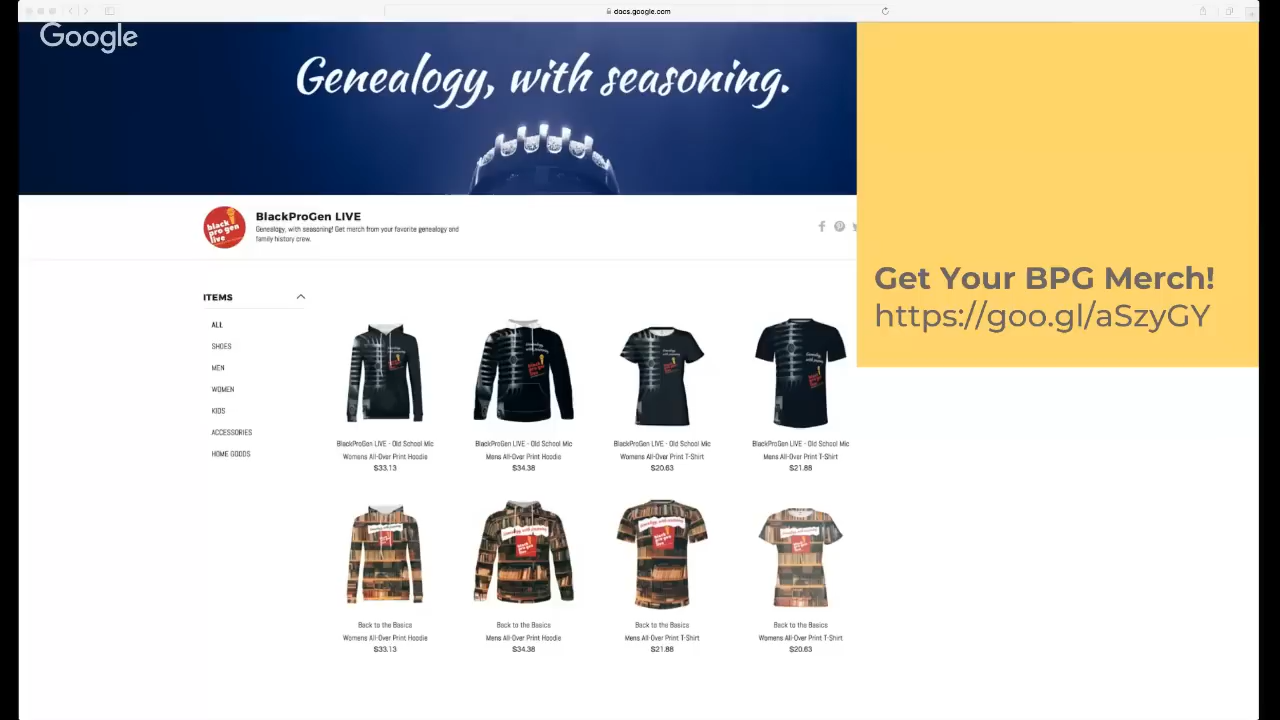 docs.google.com
Google
Genealogy, with seasoning.
black
pro gen
live
BlackProGen LIVE
Genealogy, with seasoning! Get merch from your favorite genealogy and
family history crew.
Get Your BPG Merch!
https://goo.gl/aSzyGY
ITEMS
ALL
SHOES
MEN
WOMEN
KIDS
ACCESSORIES
HOME GOODS
BlackProGen LIVE - Old School Mic
Womens All-Over Print Hoodie
$33.13
BlackProGen LIVE - Old School Mic
Mens All-Over Print Hoodie
$34.38
BlackProGen LIVE - Old School Mic
Womens All-Over Print T-Shirt
$20.63
BlackProGen LIVE - Old School Mic
Mens All-Over Print T-Shirt
$21.88
Back to the Basics
Womens All-Over Print Hoodie
$33.13
Back to the Basics
Mens All-Over Print Hoodie
$34.38
Back to the Basics
Mens All-Over Print T-Shirt
$21.88
Back to the Basics
Womens All-Over Print T-Shirt
$20.63